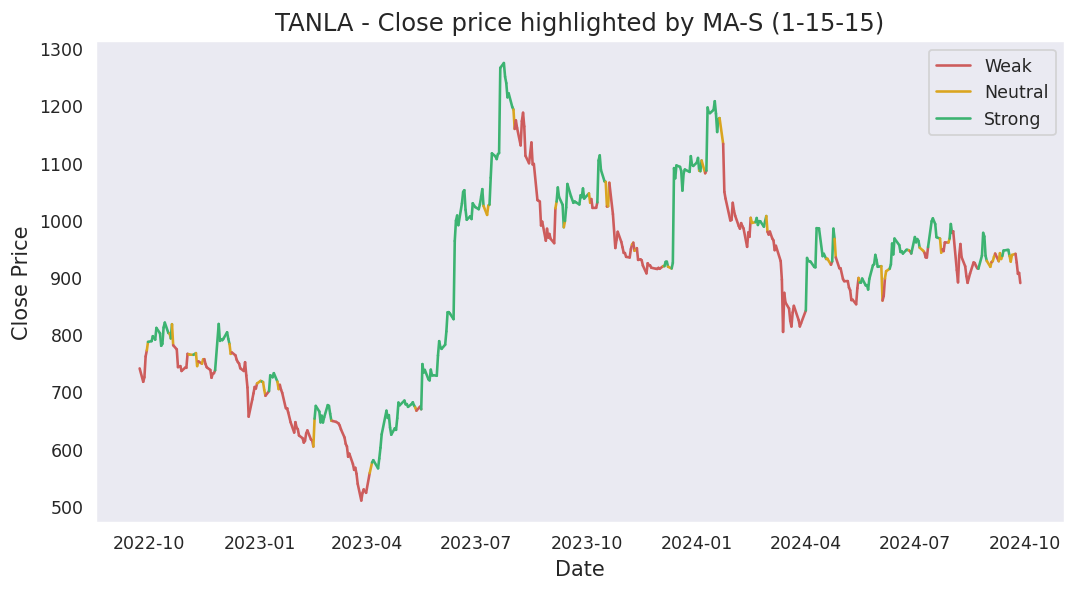 TANLA - Close price highlighted by MA-S (1-15-15)
Weak
Neutral
Strong
Close Price
1300
1200
1100
1000
900
800
700
600
500
2022-10 2023-01 2023-04 2023-07 2023-10 2024-01 2024-04 2024-07 2024-10
Date